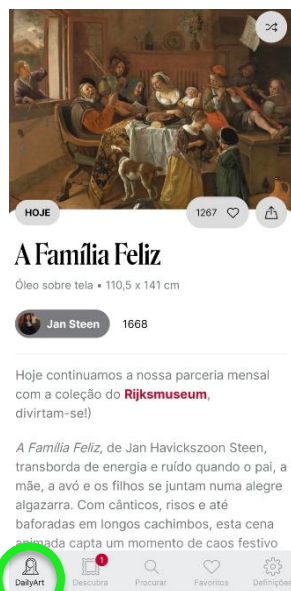 HOJE
1267
A Família Feliz
Óleo sobre tela • 110,5 x 141 cm
Jan Steen 1668
Hoje continuamos a nossa parceria mensal
com a coleção do Rijksmuseum,
divirtam-se!)
A Família Feliz, de Jan Havickszoon Steen,
transborda de energia e ruído quando o pai, a
mãe, a avó e os filhos se juntam numa alegre
algazarra. Com cânticos, risos e até
baforadas em longos cachimbos, esta cena
animada capta um momento de caos festivo
1
DailyArt Descubra Procurar Favoritos Definições